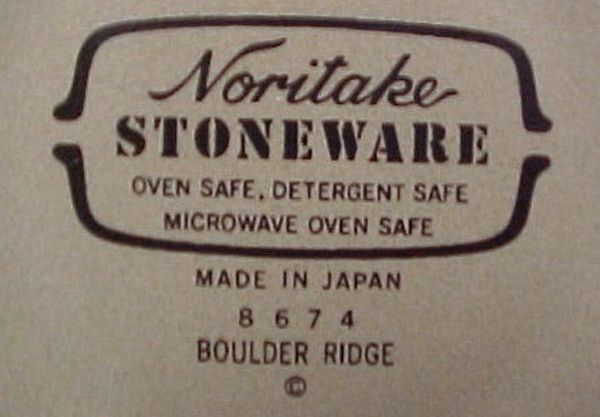 Noritake
STONEWARE
OVEN SAFE, DETERGENT SAFE
MICROWAVE OVEN SAFE
MADE IN JAPAN
8674
BOULDER RIDGE
©